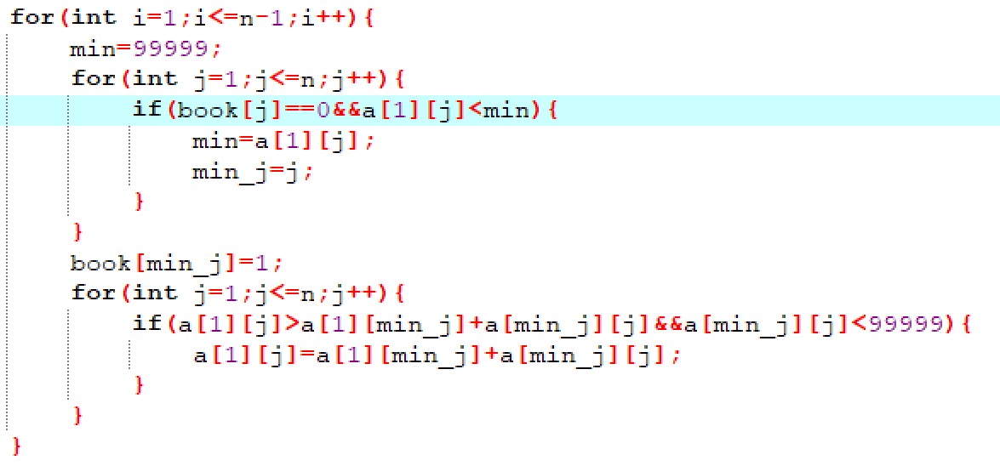 for(int i=1;i<=n-1;i++){
    min=99999;
    for(int j=1;j<=n;j++){
        if(book[j]==0&&a[1][j]<min){
            min=a[1][j];
            min_j=j;
        }
    }
    book[min_j]=1;
    for(int j=1;j<=n;j++){
        if(a[1][j]>a[1][min_j]+a[min_j][j]&&a[min_j][j]<99999){
            a[1][j]=a[1][min_j]+a[min_j][j];
        }
    }
}